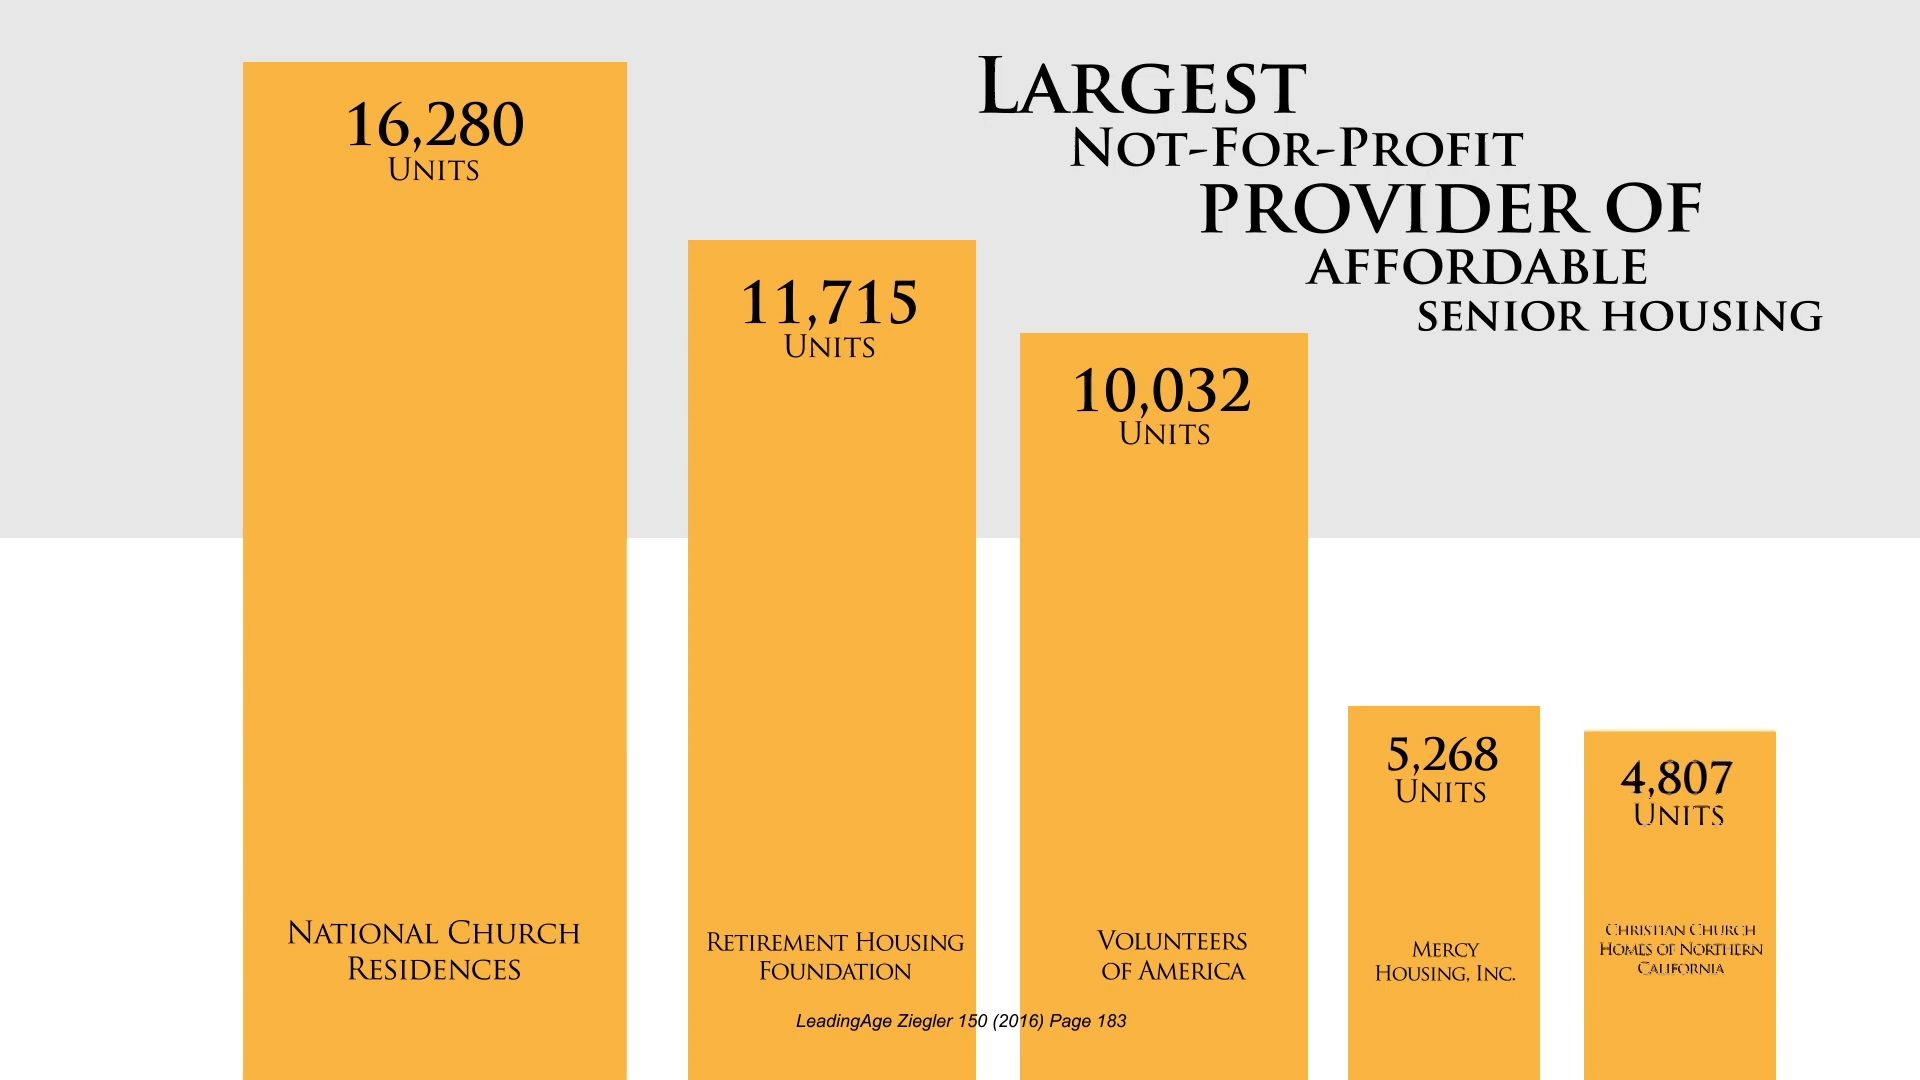 LARGEST
NOT-FOR-PROFIT
PROVIDER OF
AFFORDABLE
SENIOR HOUSING
16,280
UNITS
NATIONAL CHURCH
RESIDENCES
11,715
UNITS
RETIREMENT HOUSING
FOUNDATION
10,032
UNITS
VOLUNTEERS
OF AMERICA
5,268
UNITS
MERCY
HOUSING, INC.
4,807
UNITS
CHRISTIAN CHURCH
HOMES OF NORTHERN
CALIFORNIA
LeadingAge Ziegler 150 (2016) Page 183